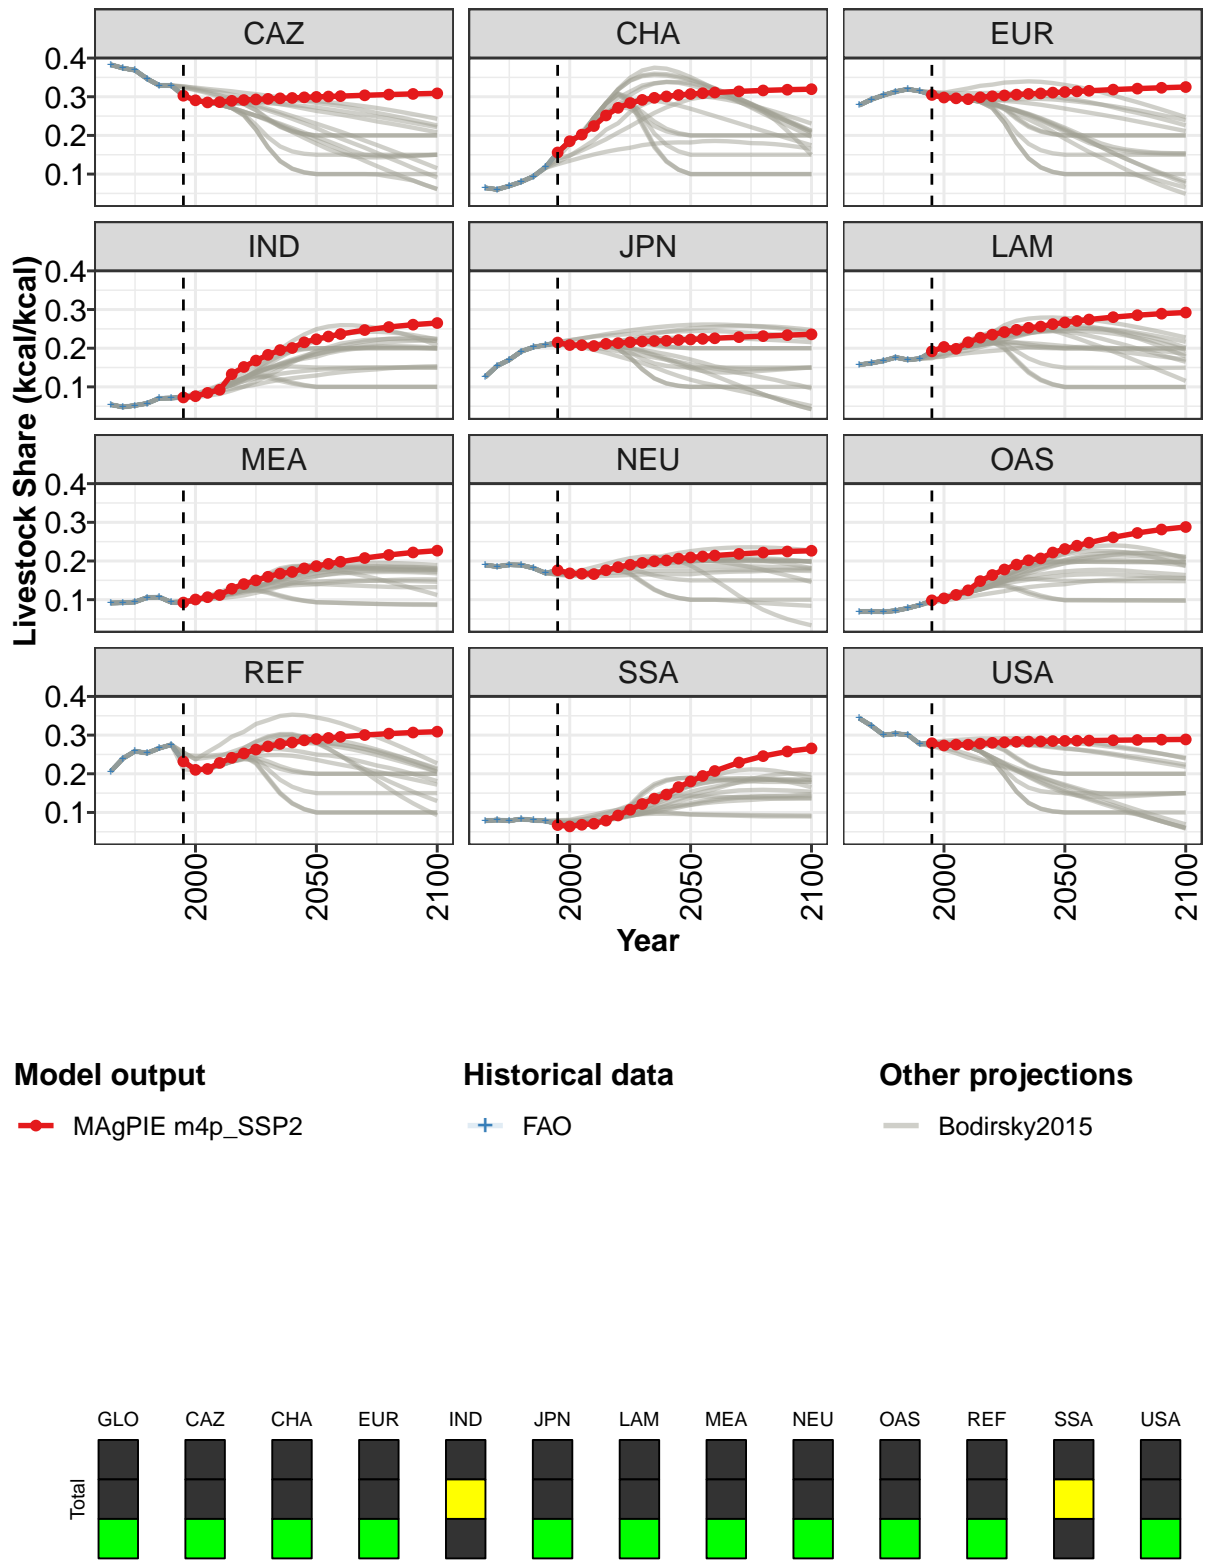 CAZ CHA EUR
0.4
0.3
0.2
0.1
IND JPN LAM
0.4
0.3
0.2
0.1
MEA NEU OAS
0.4
0.3
0.2
0.1
REF SSA USA
0.4
0.3
0.2
0.1
Livestock Share (kcal/kcal)
2000 2050 2100 2000 2050 2100 2000 2050 2100
Year
Model output Historical data Other projections
MAgPIE m4p_SSP2 FAO Bodirsky2015
GLO CAZ CHA EUR IND JPN LAM MEA NEU OAS REF SSA USA
Total